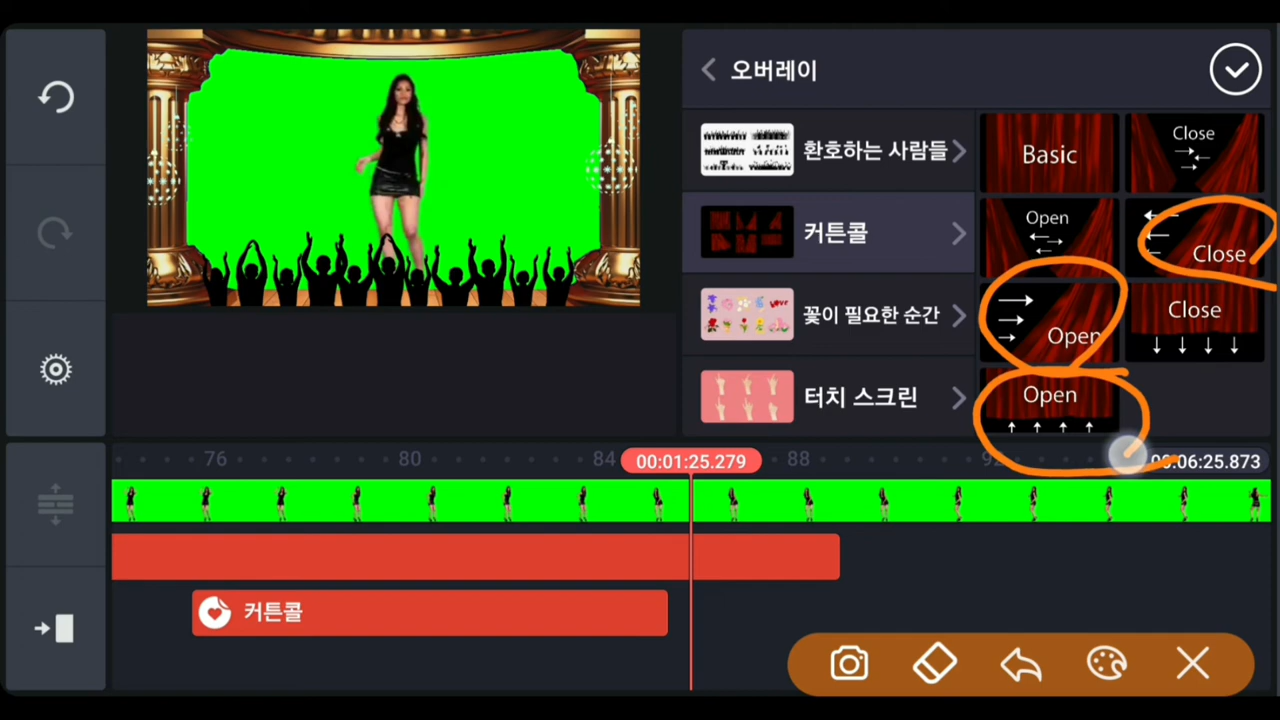 오버레이
환호하는 사람들
커튼콜
꽃이 필요한 순간
터치 스크린
Basic
Close
Open
Close
Open
Close
Open
76
80
84
00:01:25.279
88
00:06:25.873
커튼콜